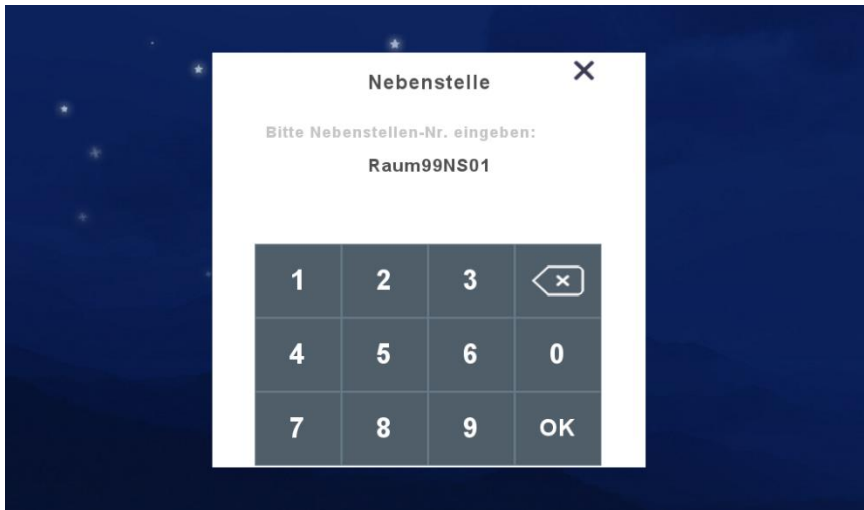 Nebenstelle
Bitte Nebenstellen-Nr. eingeben:
Raum99NS01
1 2 3
4 5 6 0
7 8 9 OK